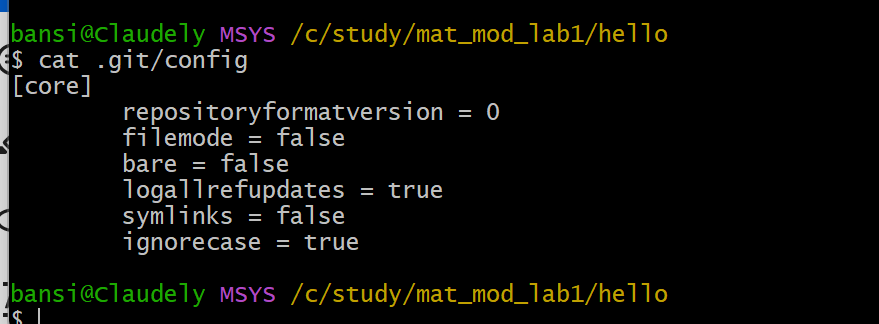 bansi@Claudely MSYS /c/study/mat_mod_lab1/hello
$ cat .git/config
[core]
        repositoryformatversion = 0
        filemode = false
        bare = false
        logallrefupdates = true
        symlinks = false
        ignorecase = true

bansi@Claudely MSYS /c/study/mat_mod_lab1/hello
$